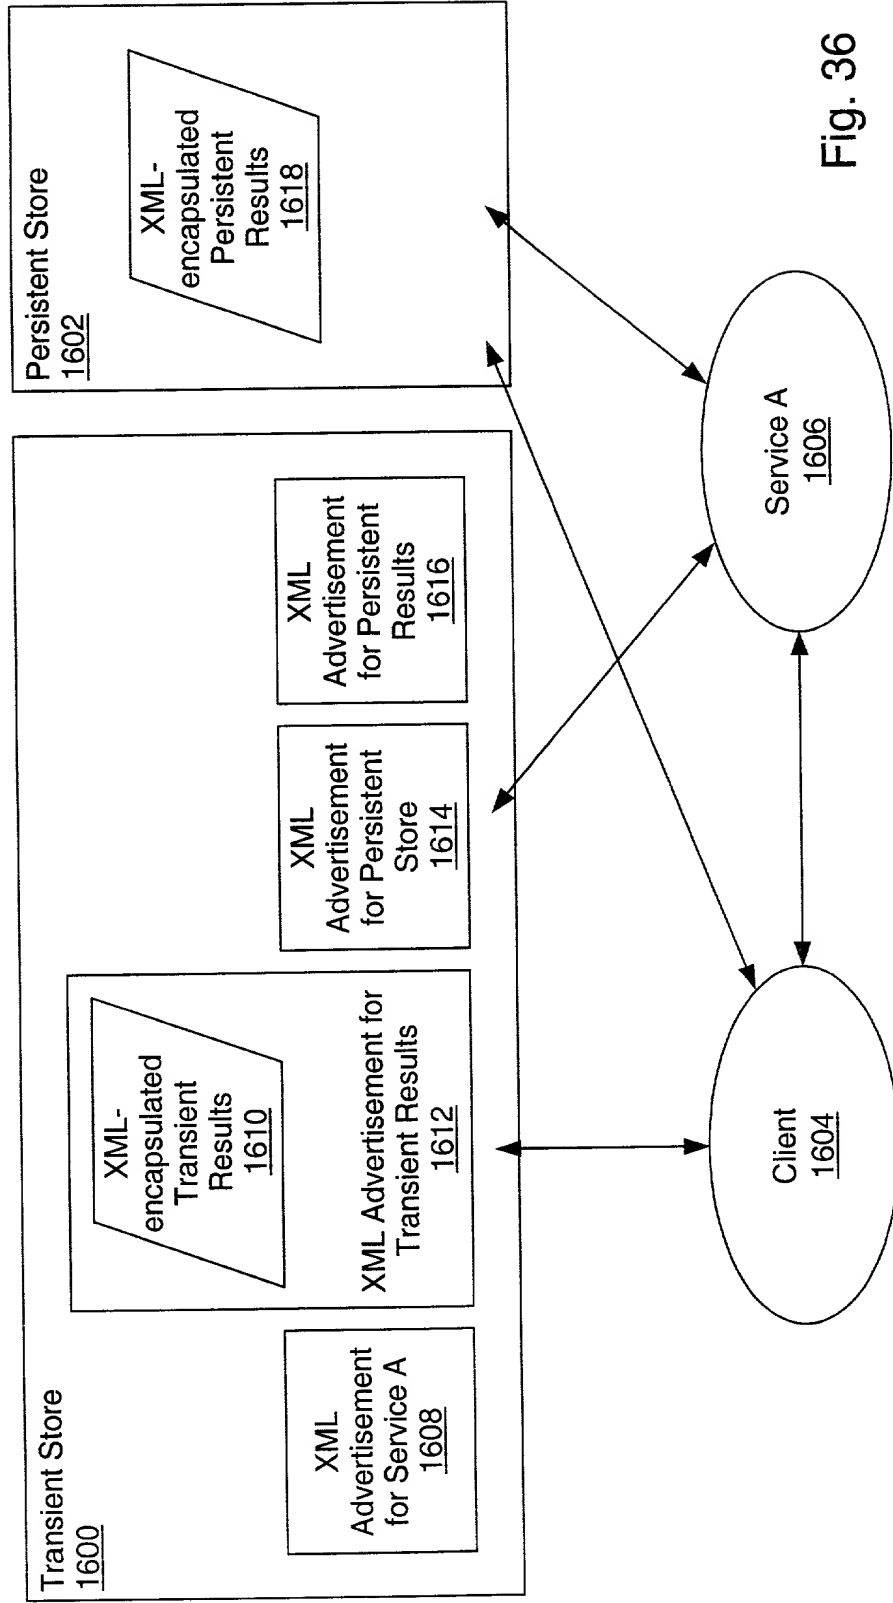 Transient Store
1600
XML
Advertisement
for Service A
1608
XML-
encapsulated
Transient
Results
1610
XML Advertisement for
Transient Results
1612
XML
Advertisement
for Persistent
Store
1614
XML
Advertisement
for Persistent
Results
1616
Persistent Store
1602
XML-
encapsulated
Persistent
Results
1618
Client
1604
Service A
1606
Fig. 36